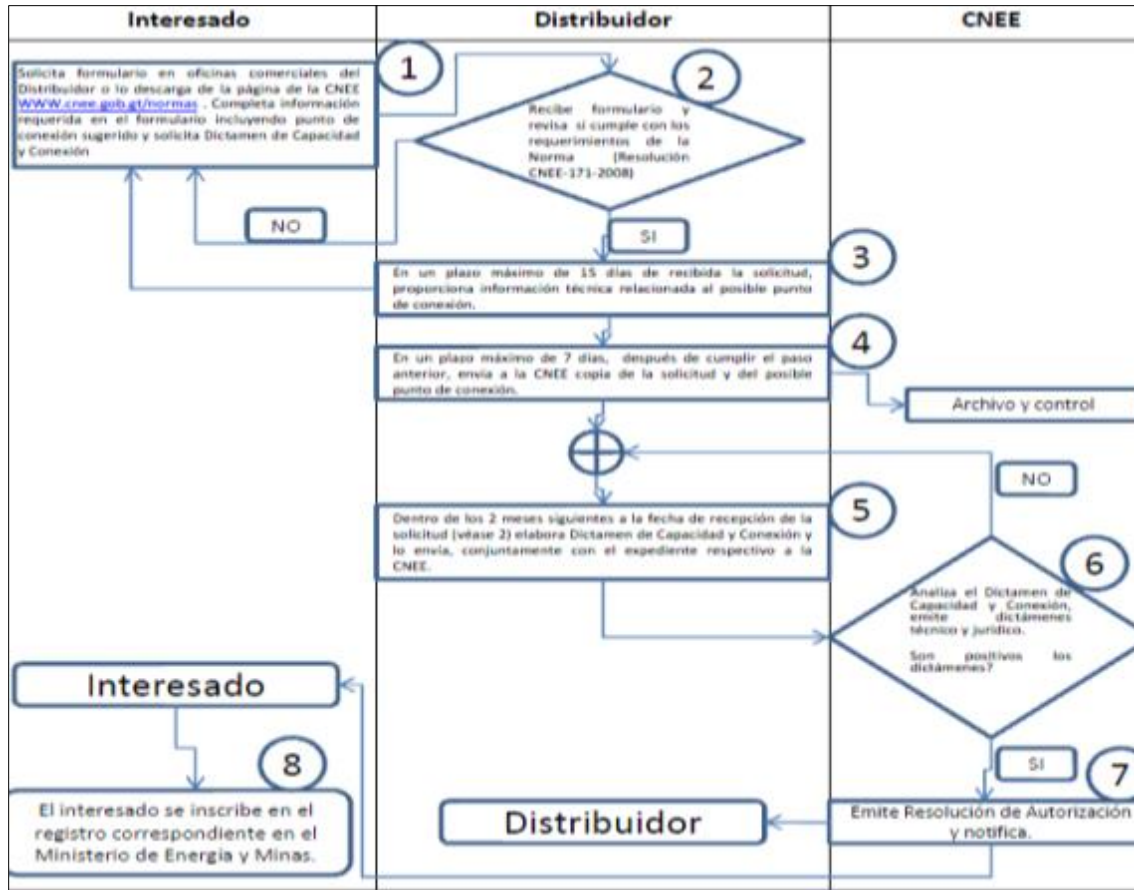 Interesado
Distribuidor
CNEE
1
Solicita formulario en oficinas comerciales del
Distribuidor o lo descarga de la página de la CNEE
WWW.cnee.gob.gt/normas . Completa información
requerida en el formulario incluyendo punto de
conexión sugerido y solicita Dictamen de Capacidad
y Conexión
2
Recibe formulario y
revisa si cumple con los
requerimientos de la
Norma (Resolución
CNEE-171-2008)
NO
SI
3
En un plazo máximo de 15 días de recibida la solicitud,
proporciona información técnica relacionada al posible punto
de conexión.
4
En un plazo máximo de 7 días, después de cumplir el paso
anterior, envía a la CNEE copia de la solicitud y del posible
punto de conexión.
Archivo y control
NO
5
Dentro de los 2 meses siguientes a la fecha de recepción de la
solicitud (véase 2) elabora Dictamen de Capacidad y Conexión y
lo envía, conjuntamente con el expediente respectivo a la
CNEE.
6
Analiza el Dictamen de
Capacidad y Conexión,
emite dictámenes
técnico y jurídico.
Son positivos los
dictámenes?
SI
7
Emite Resolución de Autorización
y notifica.
Distribuidor
Interesado
8
El interesado se inscribe en el
registro correspondiente en el
Ministerio de Energía y Minas.